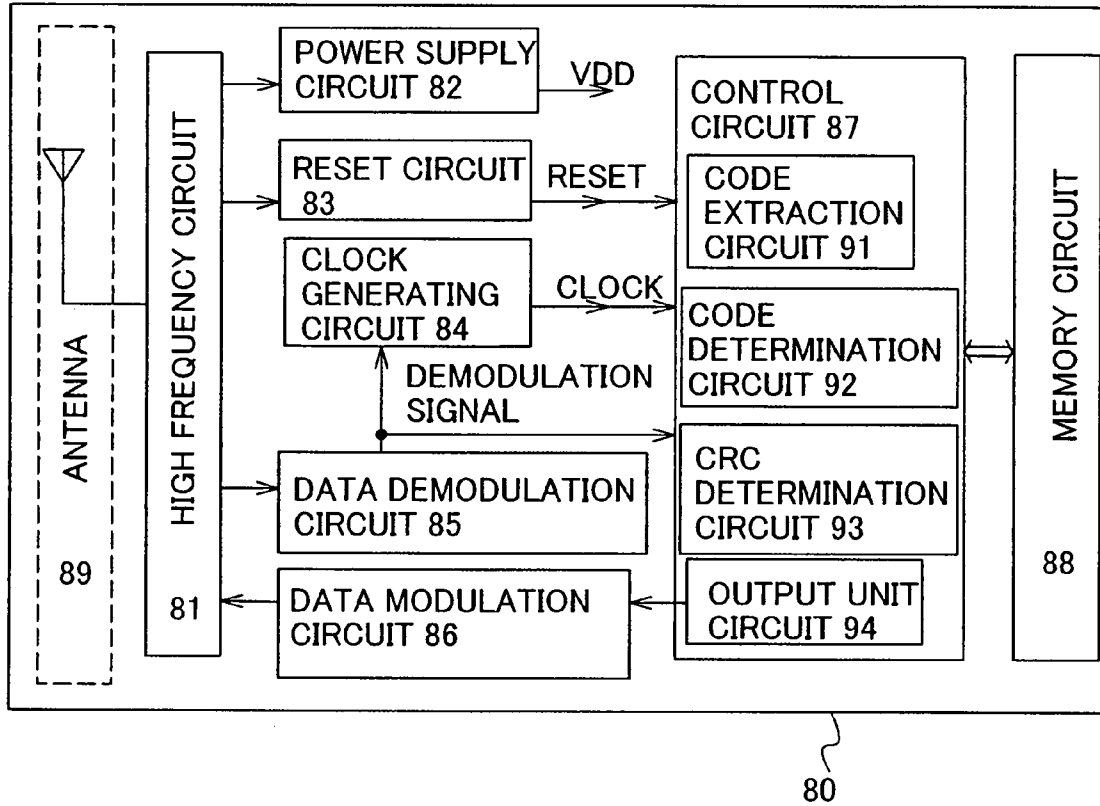 ANTENNA
89
HIGH FREQUENCY CIRCUIT
81
POWER SUPPLY
CIRCUIT 82
VDD
RESET CIRCUIT
83
RESET
CLOCK
GENERATING
CIRCUIT 84
CLOCK
DEMODULATION
SIGNAL
DATA DEMODULATION
CIRCUIT 85
DATA MODULATION
CIRCUIT 86
CONTROL
CIRCUIT 87
CODE
EXTRACTION
CIRCUIT 91
CODE
DETERMINATION
CIRCUIT 92
CRC
DETERMINATION
CIRCUIT 93
OUTPUT UNIT
CIRCUIT 94
MEMORY CIRCUIT
88
80